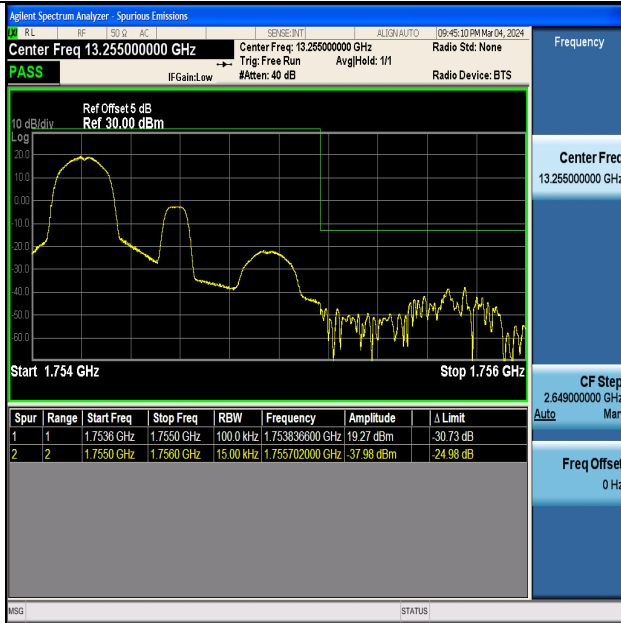 Agilent Spectrum Analyzer - Spurious Emissions
RL RF 50 Ω AC SENSE:INT ALIGN AUTO 09:45:10 PM Mar 04, 2024
Center Freq 13.255000000 GHz
Center Freq: 13.255000000 GHz
Radio Std: None
Trig: Free Run Avg|Hold: 1/1
PASS
IFGain:Low
#Atten: 40 dB
Radio Device: BTS
Frequency
Ref Offset 5 dB
10 dB/div Ref 30.00 dBm
Log
20.0
10.0
0.00
-10.0
-20.0
-30.0
-40.0
-50.0
-60.0
Start 1.754 GHz Stop 1.756 GHz
Center Freq
13.255000000 GHz
CF Step
2.649000000 GHz
Auto Man
Freq Offset
0 Hz
Spur Range Start Freq Stop Freq RBW Frequency Amplitude Δ Limit
1 1 1.7536 GHz 1.7550 GHz 100.0 kHz 1.753836600 GHz 19.27 dBm -30.73 dB
2 2 1.7550 GHz 1.7560 GHz 15.00 kHz 1.755702000 GHz -37.98 dBm -24.98 dB
MSG STATUS